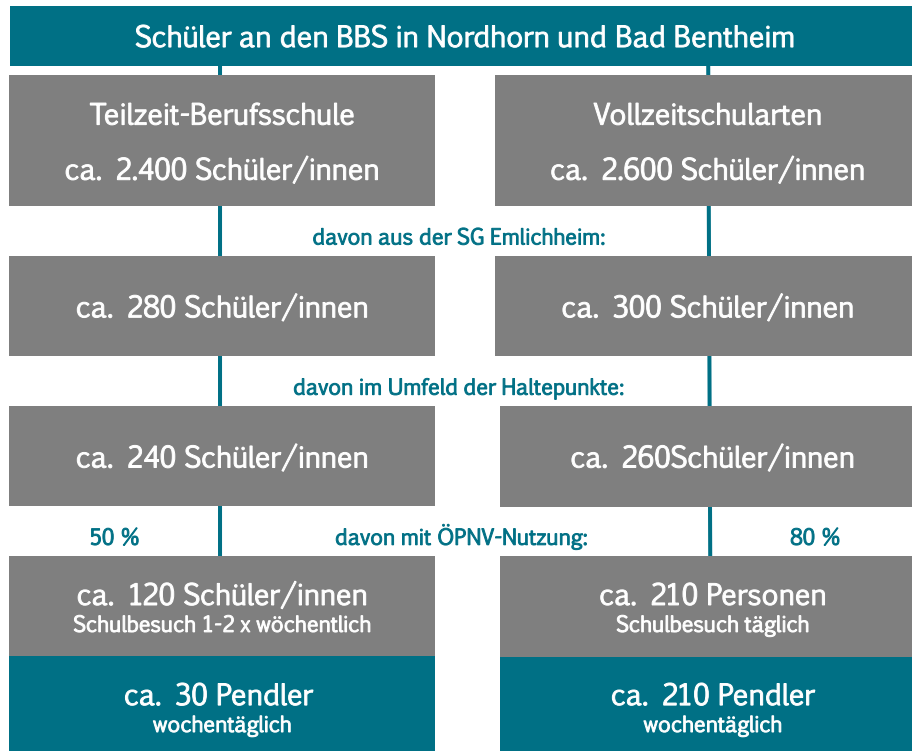 Schüler an den BBS in Nordhorn und Bad Bentheim
Teilzeit-Berufsschule
ca. 2.400 Schüler/innen
Vollzeitschularten
ca. 2.600 Schüler/innen
davon aus der SG Emlichheim:
ca. 280 Schüler/innen
ca. 300 Schüler/innen
davon im Umfeld der Haltepunkte:
ca. 240 Schüler/innen
ca. 260Schüler/innen
50 %
davon mit ÖPNV-Nutzung:
80 %
ca. 120 Schüler/innen
Schulbesuch 1-2 x wöchentlich
ca. 210 Personen
Schulbesuch täglich
ca. 30 Pendler
wochentäglich
ca. 210 Pendler
wochentäglich